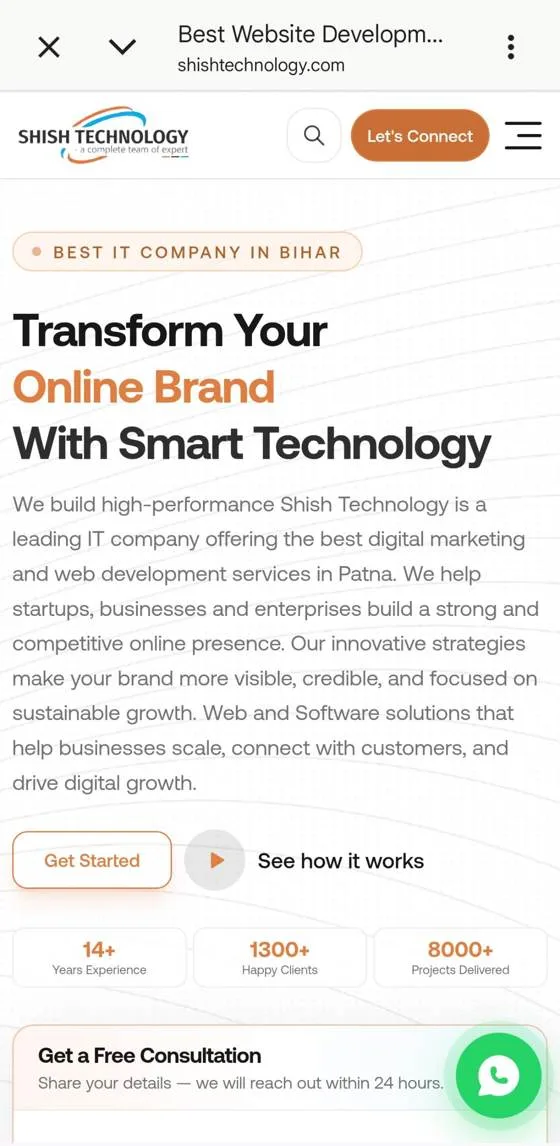 Best Website Developm...
shishtechnology.com
SHISH TECHNOLOGY
a complete team of expert
Let's Connect
BEST IT COMPANY IN BIHAR
Transform Your
Online Brand
With Smart Technology
We build high-performance Shish Technology is a
leading IT company offering the best digital marketing
and web development services in Patna. We help
startups, businesses and enterprises build a strong and
competitive online presence. Our innovative strategies
make your brand more visible, credible, and focused on
sustainable growth. Web and Software solutions that
help businesses scale, connect with customers, and
drive digital growth.
Get Started
See how it works
14+
Years Experience
1300+
Happy Clients
8000+
Projects Delivered
Get a Free Consultation
Share your details — we will reach out within 24 hours.